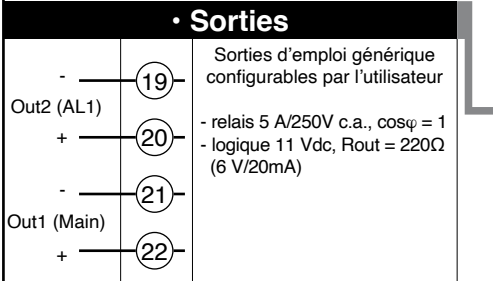 · Sorties
- 19
Out2 (AL1)
+ 20
- 21
Out1 (Main)
+ 22
Sorties d'emploi générique
configurables par l'utilisateur
- relais 5 A/250V c.a., cosφ = 1
- logique 11 Vdc, Rout = 220Ω
(6 V/20mA)